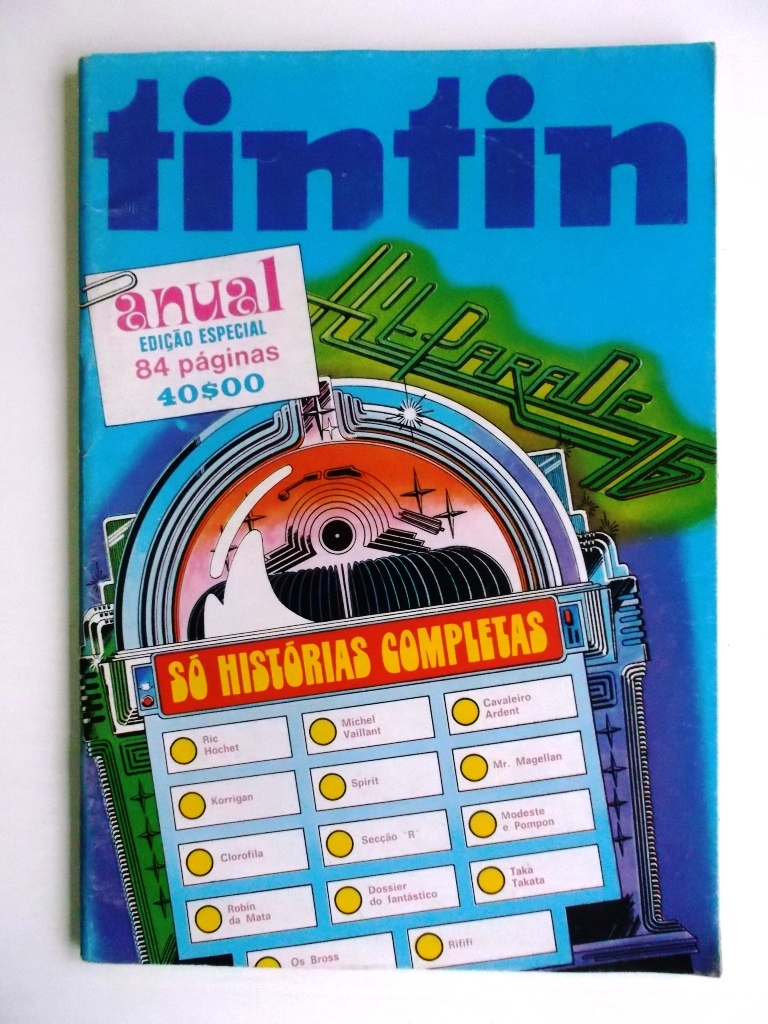 tintin
anual
EDIÇÃO ESPECIAL
84 páginas
40$00
Hit-Parade 76
SÓ HISTÓRIAS COMPLETAS
Ric
Hochet
Michel
Vaillant
Cavaleiro
Ardent
Korrigan
Spirit
Mr. Magellan
Clorofila
Secção "R"
Modeste
e Pompon
Robin
da Mata
Dossier
do fantástico
Taka
Takata
Os Bross
Rififi